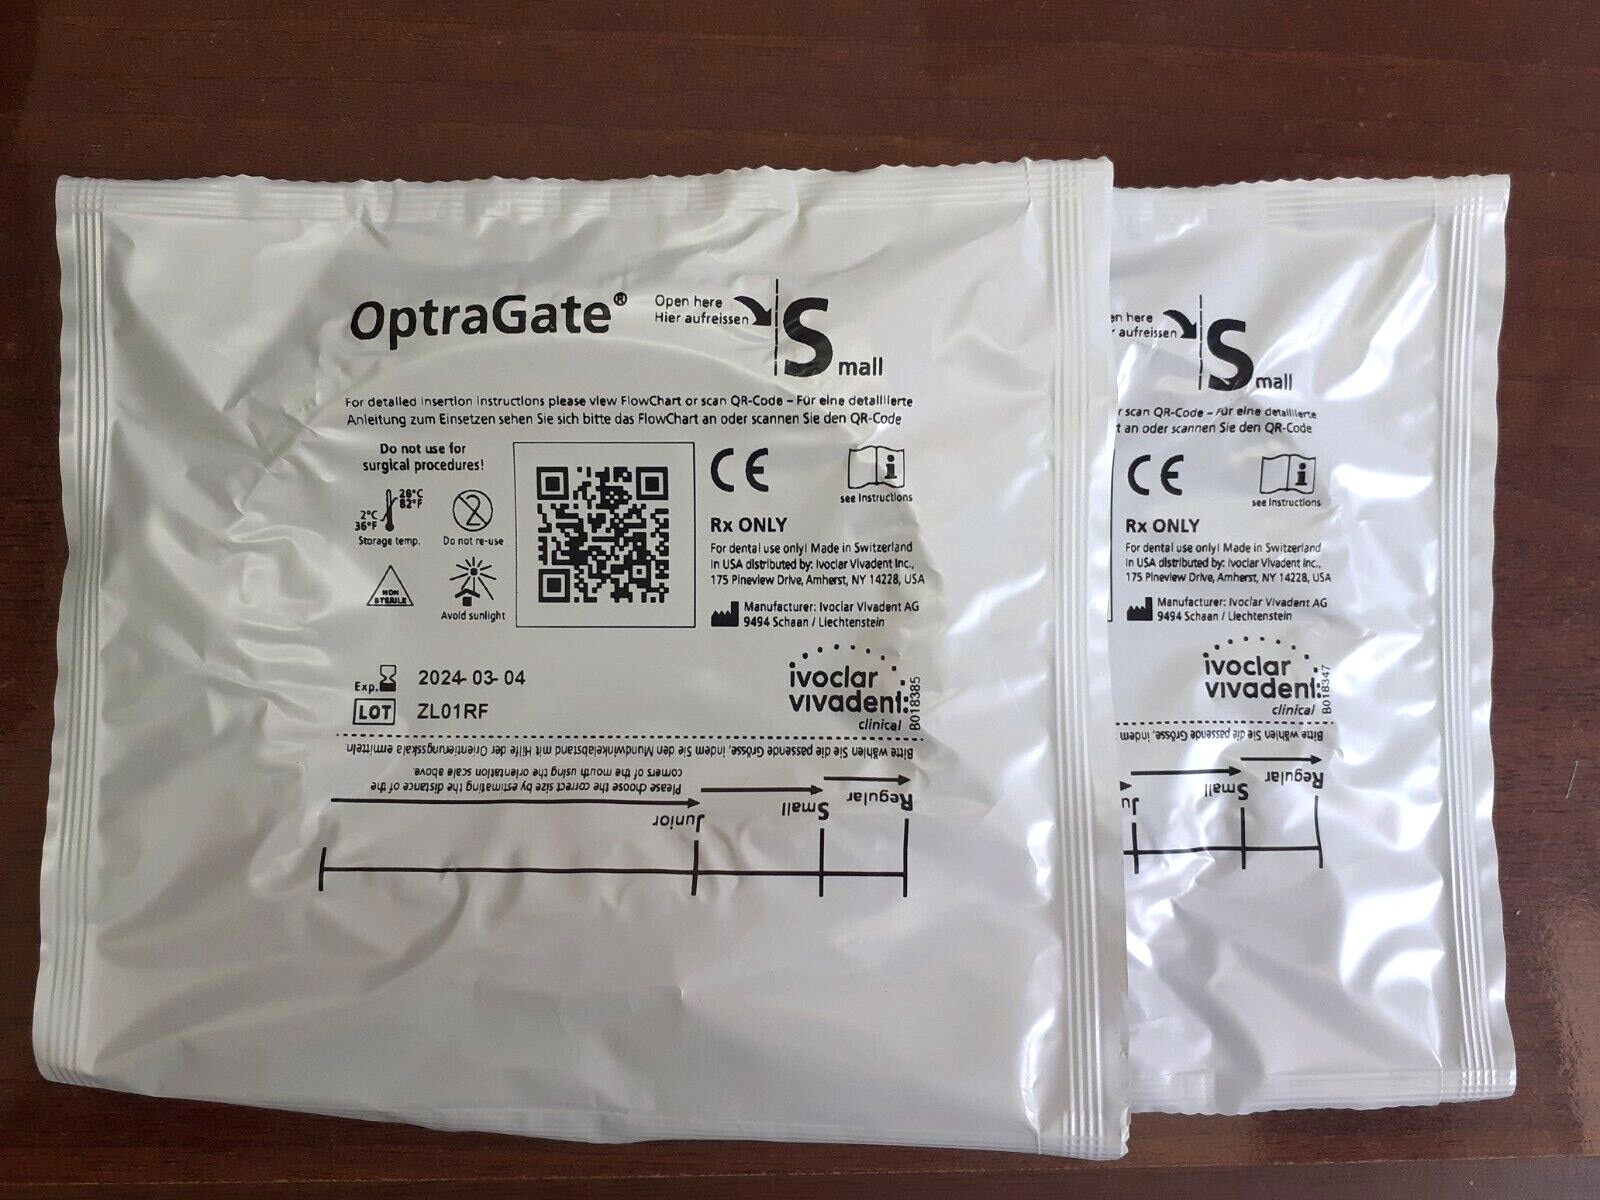 OptraGate®
Open here
Hier aufreissen
Small
For detailed insertion instructions please view FlowChart or scan QR-Code – Für eine detaillierte
Anleitung zum Einsetzen sehen Sie sich bitte das FlowChart an oder scannen Sie den QR-Code
Do not use for
surgical procedures!
28°C
82°F
2°C
36°F
Storage temp.
2
Do not re-use
NON
STERILE
Avoid sunlight
CE
i
see instructions
Rx ONLY
For dental use only! Made in Switzerland
in USA distributed by: Ivoclar Vivadent Inc.,
175 Pineview Drive, Amherst, NY 14228, USA
Manufacturer: Ivoclar Vivadent AG
9494 Schaan / Liechtenstein
Exp.
2024-03-04
LOT
ZL01RF
ivoclar
vivadent:
clinical
B018385
Bitte wählen Sie die passende Grösse, indem Sie den Mundwinkelabstand mit Hilfe der Orientierungsskala ermitteln.
Please choose the correct size by estimating the distance of the
corners of the mouth using the orientation scale above.
Regular
Small
Junior
en here
r aufreissen
Small
r scan QR-Code – Für eine detaillierte
t an oder scannen Sie den QR-Code
CE
i
see instructions
Rx ONLY
For dental use only! Made in Switzerland
in USA distributed by: Ivoclar Vivadent Inc.,
175 Pineview Drive, Amherst, NY 14228, USA
Manufacturer: Ivoclar Vivadent AG
9494 Schaan / Liechtenstein
ivoclar
vivadent:
clinical
B018347
Bitte wählen Sie die passende Grösse, indem
Regular
Small
Ju